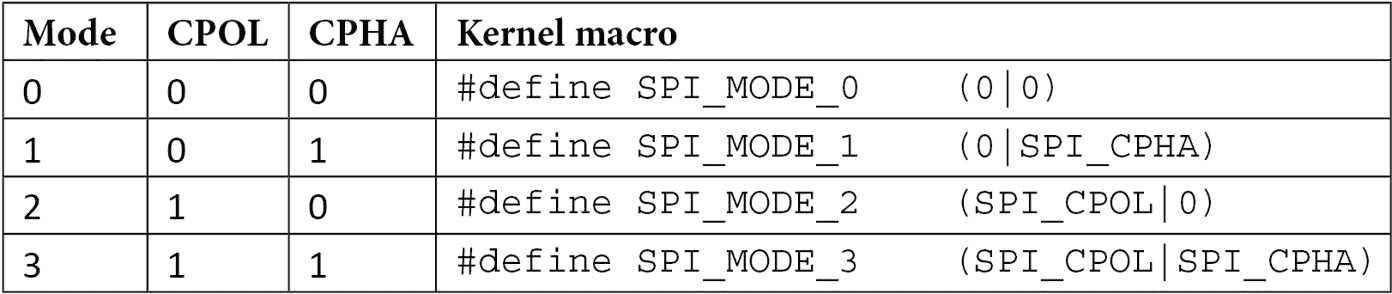 Mode CPOL CPHA Kernel macro
0 0 0 #define SPI_MODE_0 (0|0)
1 0 1 #define SPI_MODE_1 (0|SPI_CPHA)
2 1 0 #define SPI_MODE_2 (SPI_CPOL|0)
3 1 1 #define SPI_MODE_3 (SPI_CPOL|SPI_CPHA)